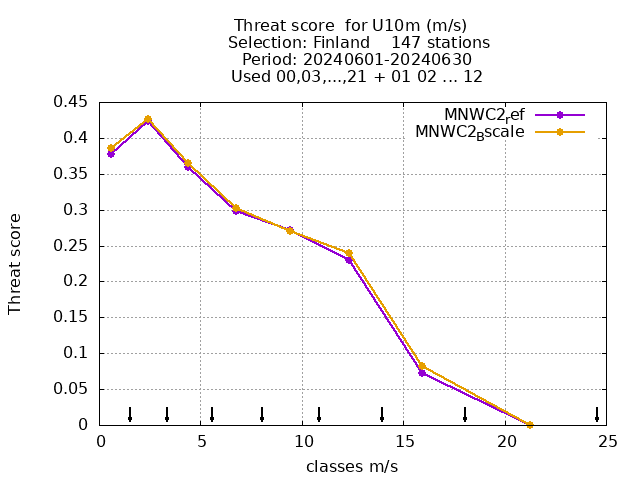 Threat score  for U10m (m/s)
Selection: Finland    147 stations
Period: 20240601-20240630
Used 00,03,...,21 + 01 02 ... 12
MNWC2ref
MNWC2Bscale
0.45
0.4
0.35
0.3
0.25
0.2
0.15
0.1
0.05
0
Threat score
0 5 10 15 20 25
classes m/s